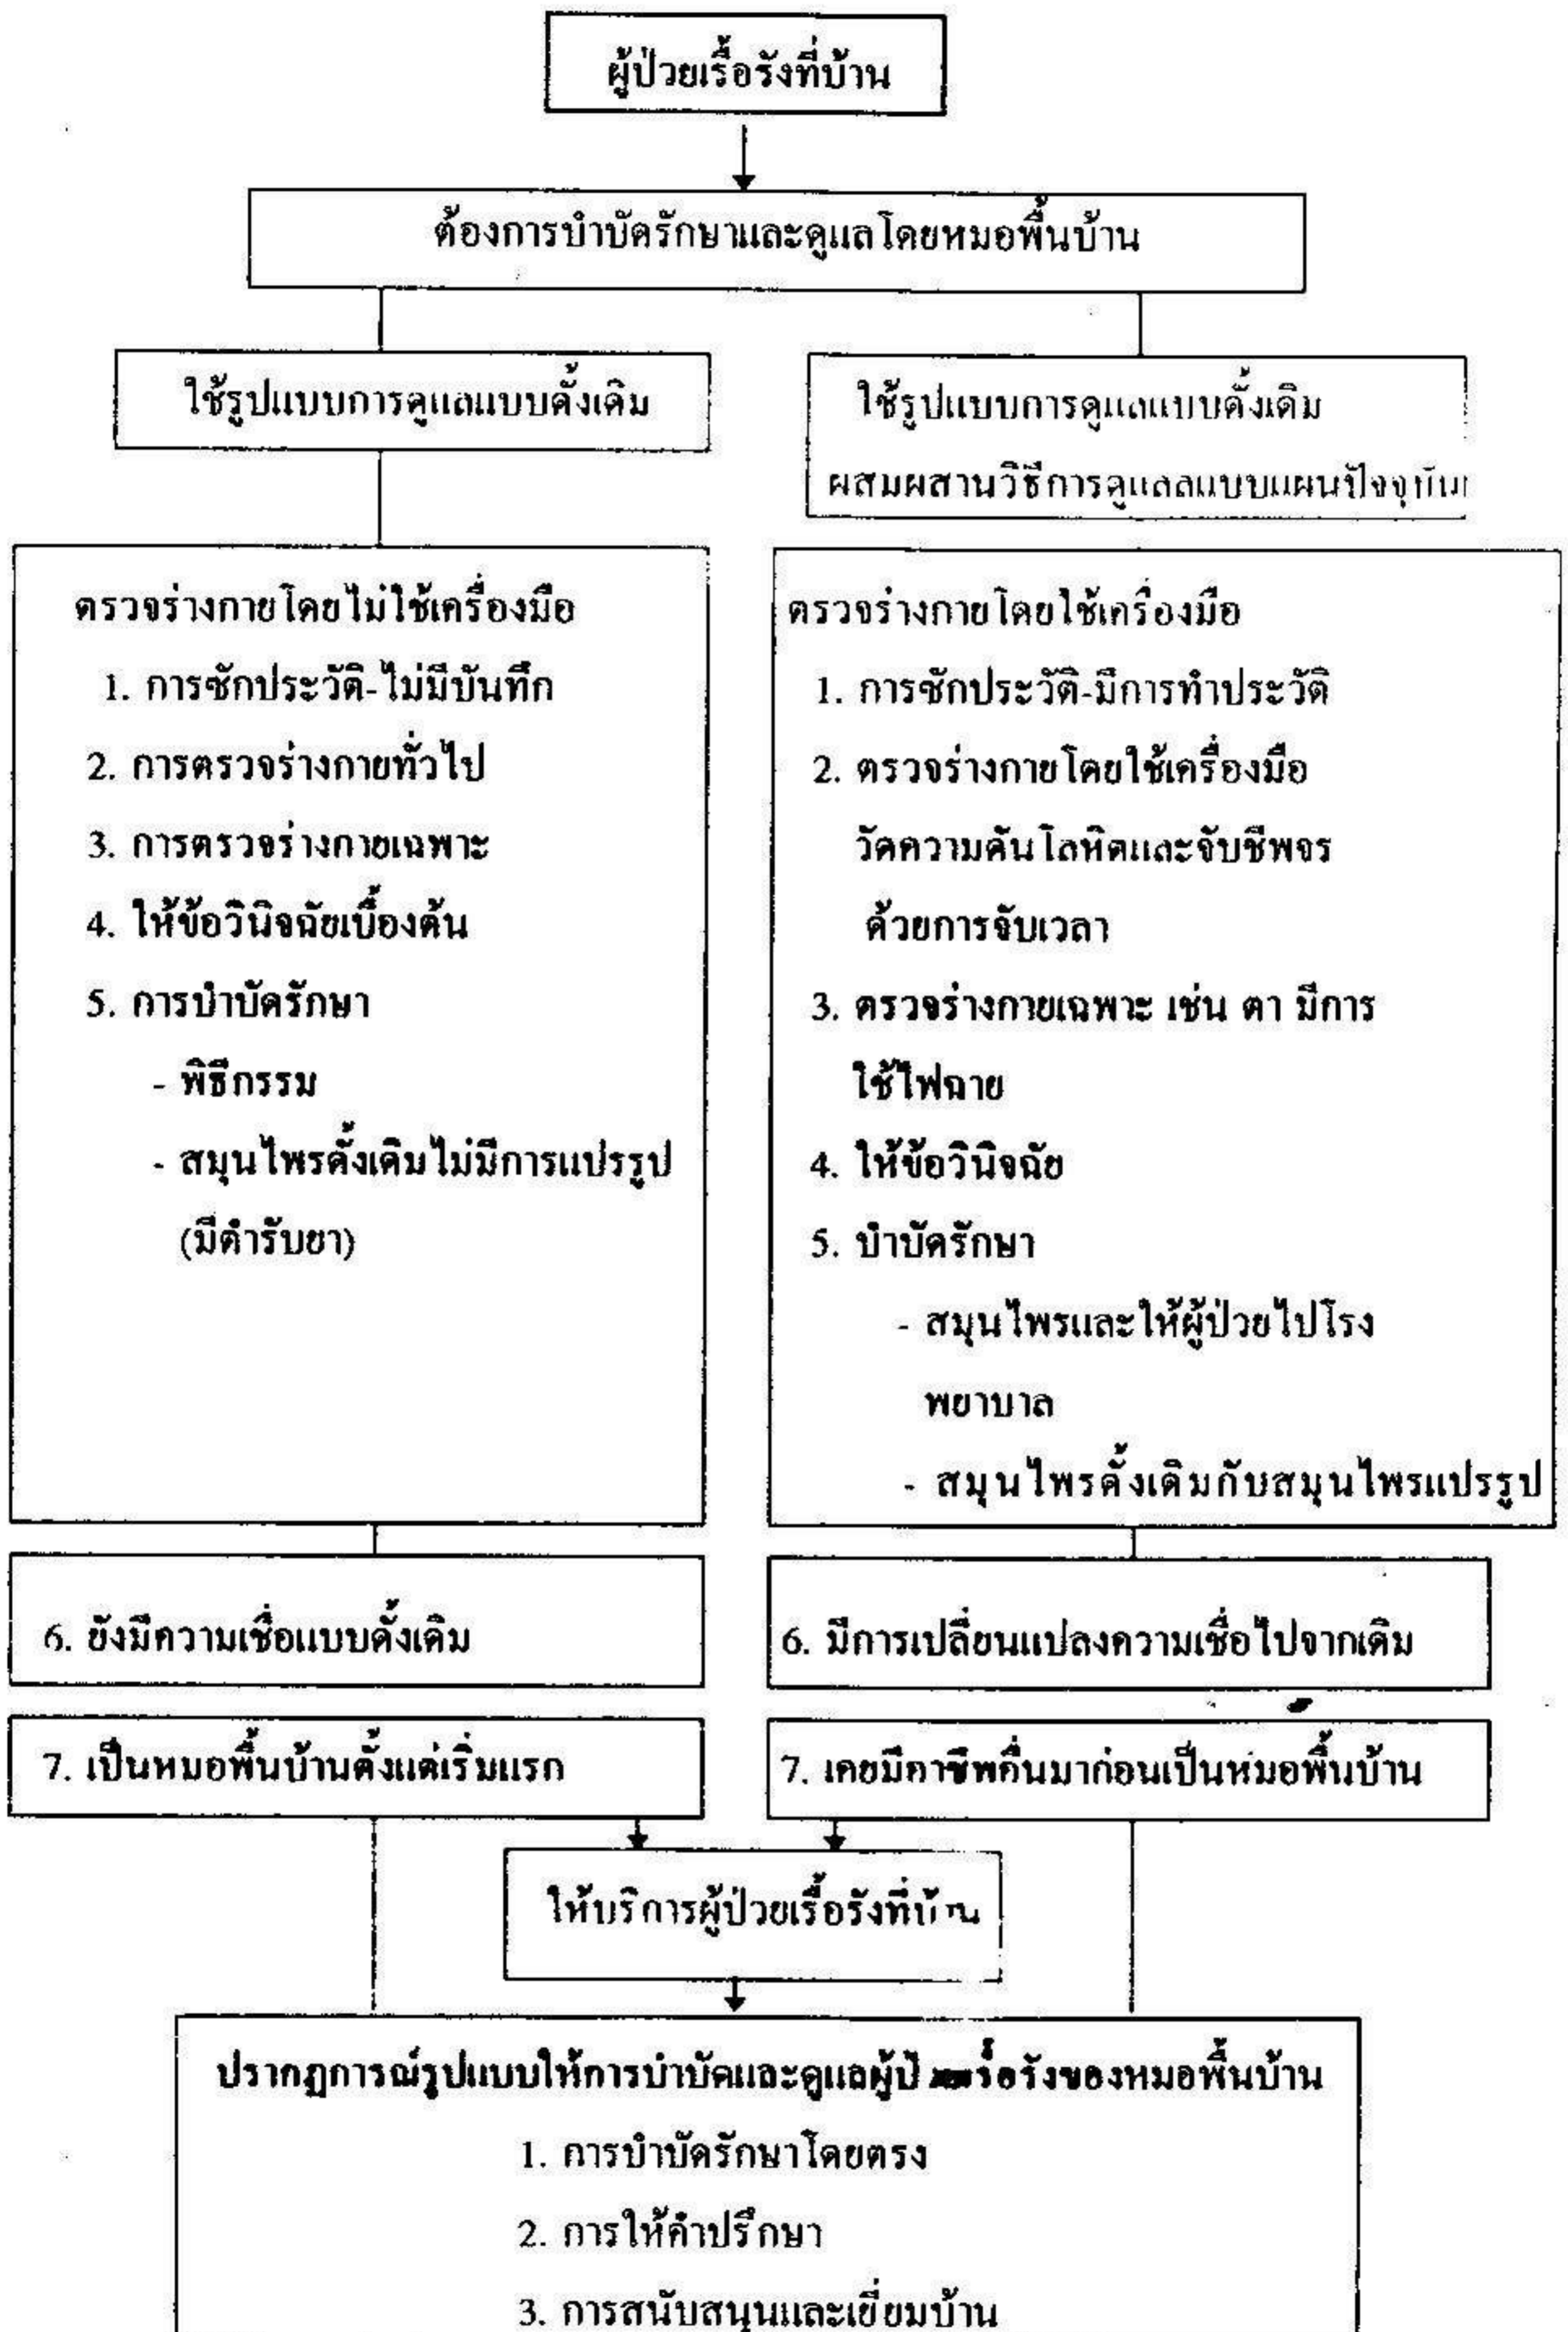 ผู้ป่วยเรื้อรังที่บ้าน
ต้องการบำบัดรักษาและดูแลโดยหมอพื้นบ้าน
ใช้รูปแบบการดูแลแบบดั้งเดิม
ใช้รูปแบบการดูแลแบบดั้งเดิม
ผสมผสานวิธีการดูแลลแบบแผนปัจจุบัน
ตรวจร่างกายโดยไม่ใช้เครื่องมือ
1. การซักประวัติ-ไม่มีบันทึก
2. การตรวจร่างกายทั่วไป
3. การตรวจร่างกายเฉพาะ
4. ให้ข้อวินิจฉัยเบื้องต้น
5. การบำบัดรักษา
- พิธีกรรม
- สมุนไพรดั้งเดิมไม่มีการแปรรูป
(มีตำรับยา)
ตรวจร่างกายโดยใช้เครื่องมือ
1. การซักประวัติ-มีการทำประวัติ
2. ตรวจร่างกายโดยใช้เครื่องมือ
วัดความดันโลหิตและจับชีพจร
ด้วยการจับเวลา
3. ตรวจร่างกายเฉพาะ เช่น ตา มีการ
ใช้ไฟฉาย
4. ให้ข้อวินิจฉัย
5. บำบัดรักษา
- สมุนไพรและให้ผู้ป่วยไปโรง
พยาบาล
- สมุนไพรดั้งเดิมกับสมุนไพรแปรรูป
6. ยังมีความเชื่อแบบดั้งเดิม
6. มีการเปลี่ยนแปลงความเชื่อไปจากเดิม
7. เป็นหมอพื้นบ้านตั้งแต่เริ่มแรก
7. เคยมีอาชีพอื่นมาก่อนเป็นหมอพื้นบ้าน
ให้บริการผู้ป่วยเรื้อรังที่บ้าน
ปรากฏการณ์รูปแบบให้การบำบัดและดูแลผู้ป่วยเรื้อรังของหมอพื้นบ้าน
1. การบำบัดรักษาโดยตรง
2. การให้คำปรึกษา
3. การสนับสนุนและเยี่ยมบ้าน